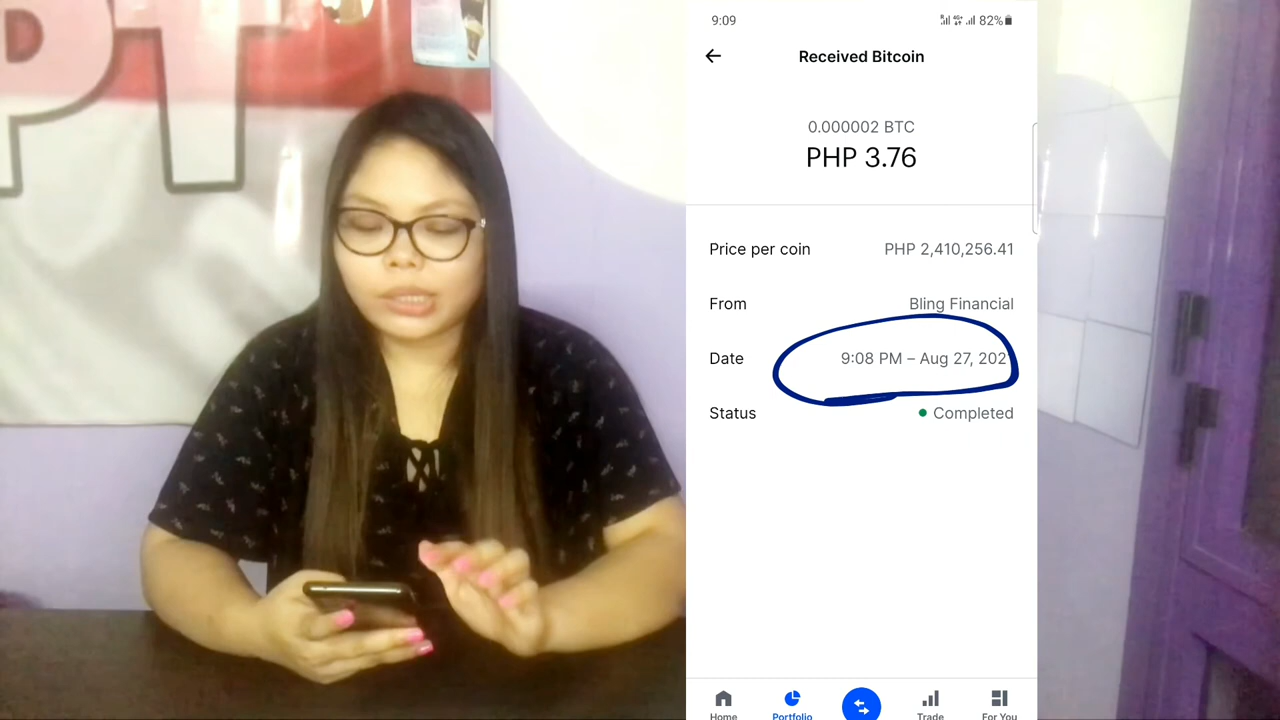 PT
9:09
82%
Received Bitcoin
0.000002 BTC
PHP 3.76
Price per coin PHP 2,410,256.41
From Bling Financial
Date 9:08 PM – Aug 27, 202
Status Completed
Home Portfolio Trade For You